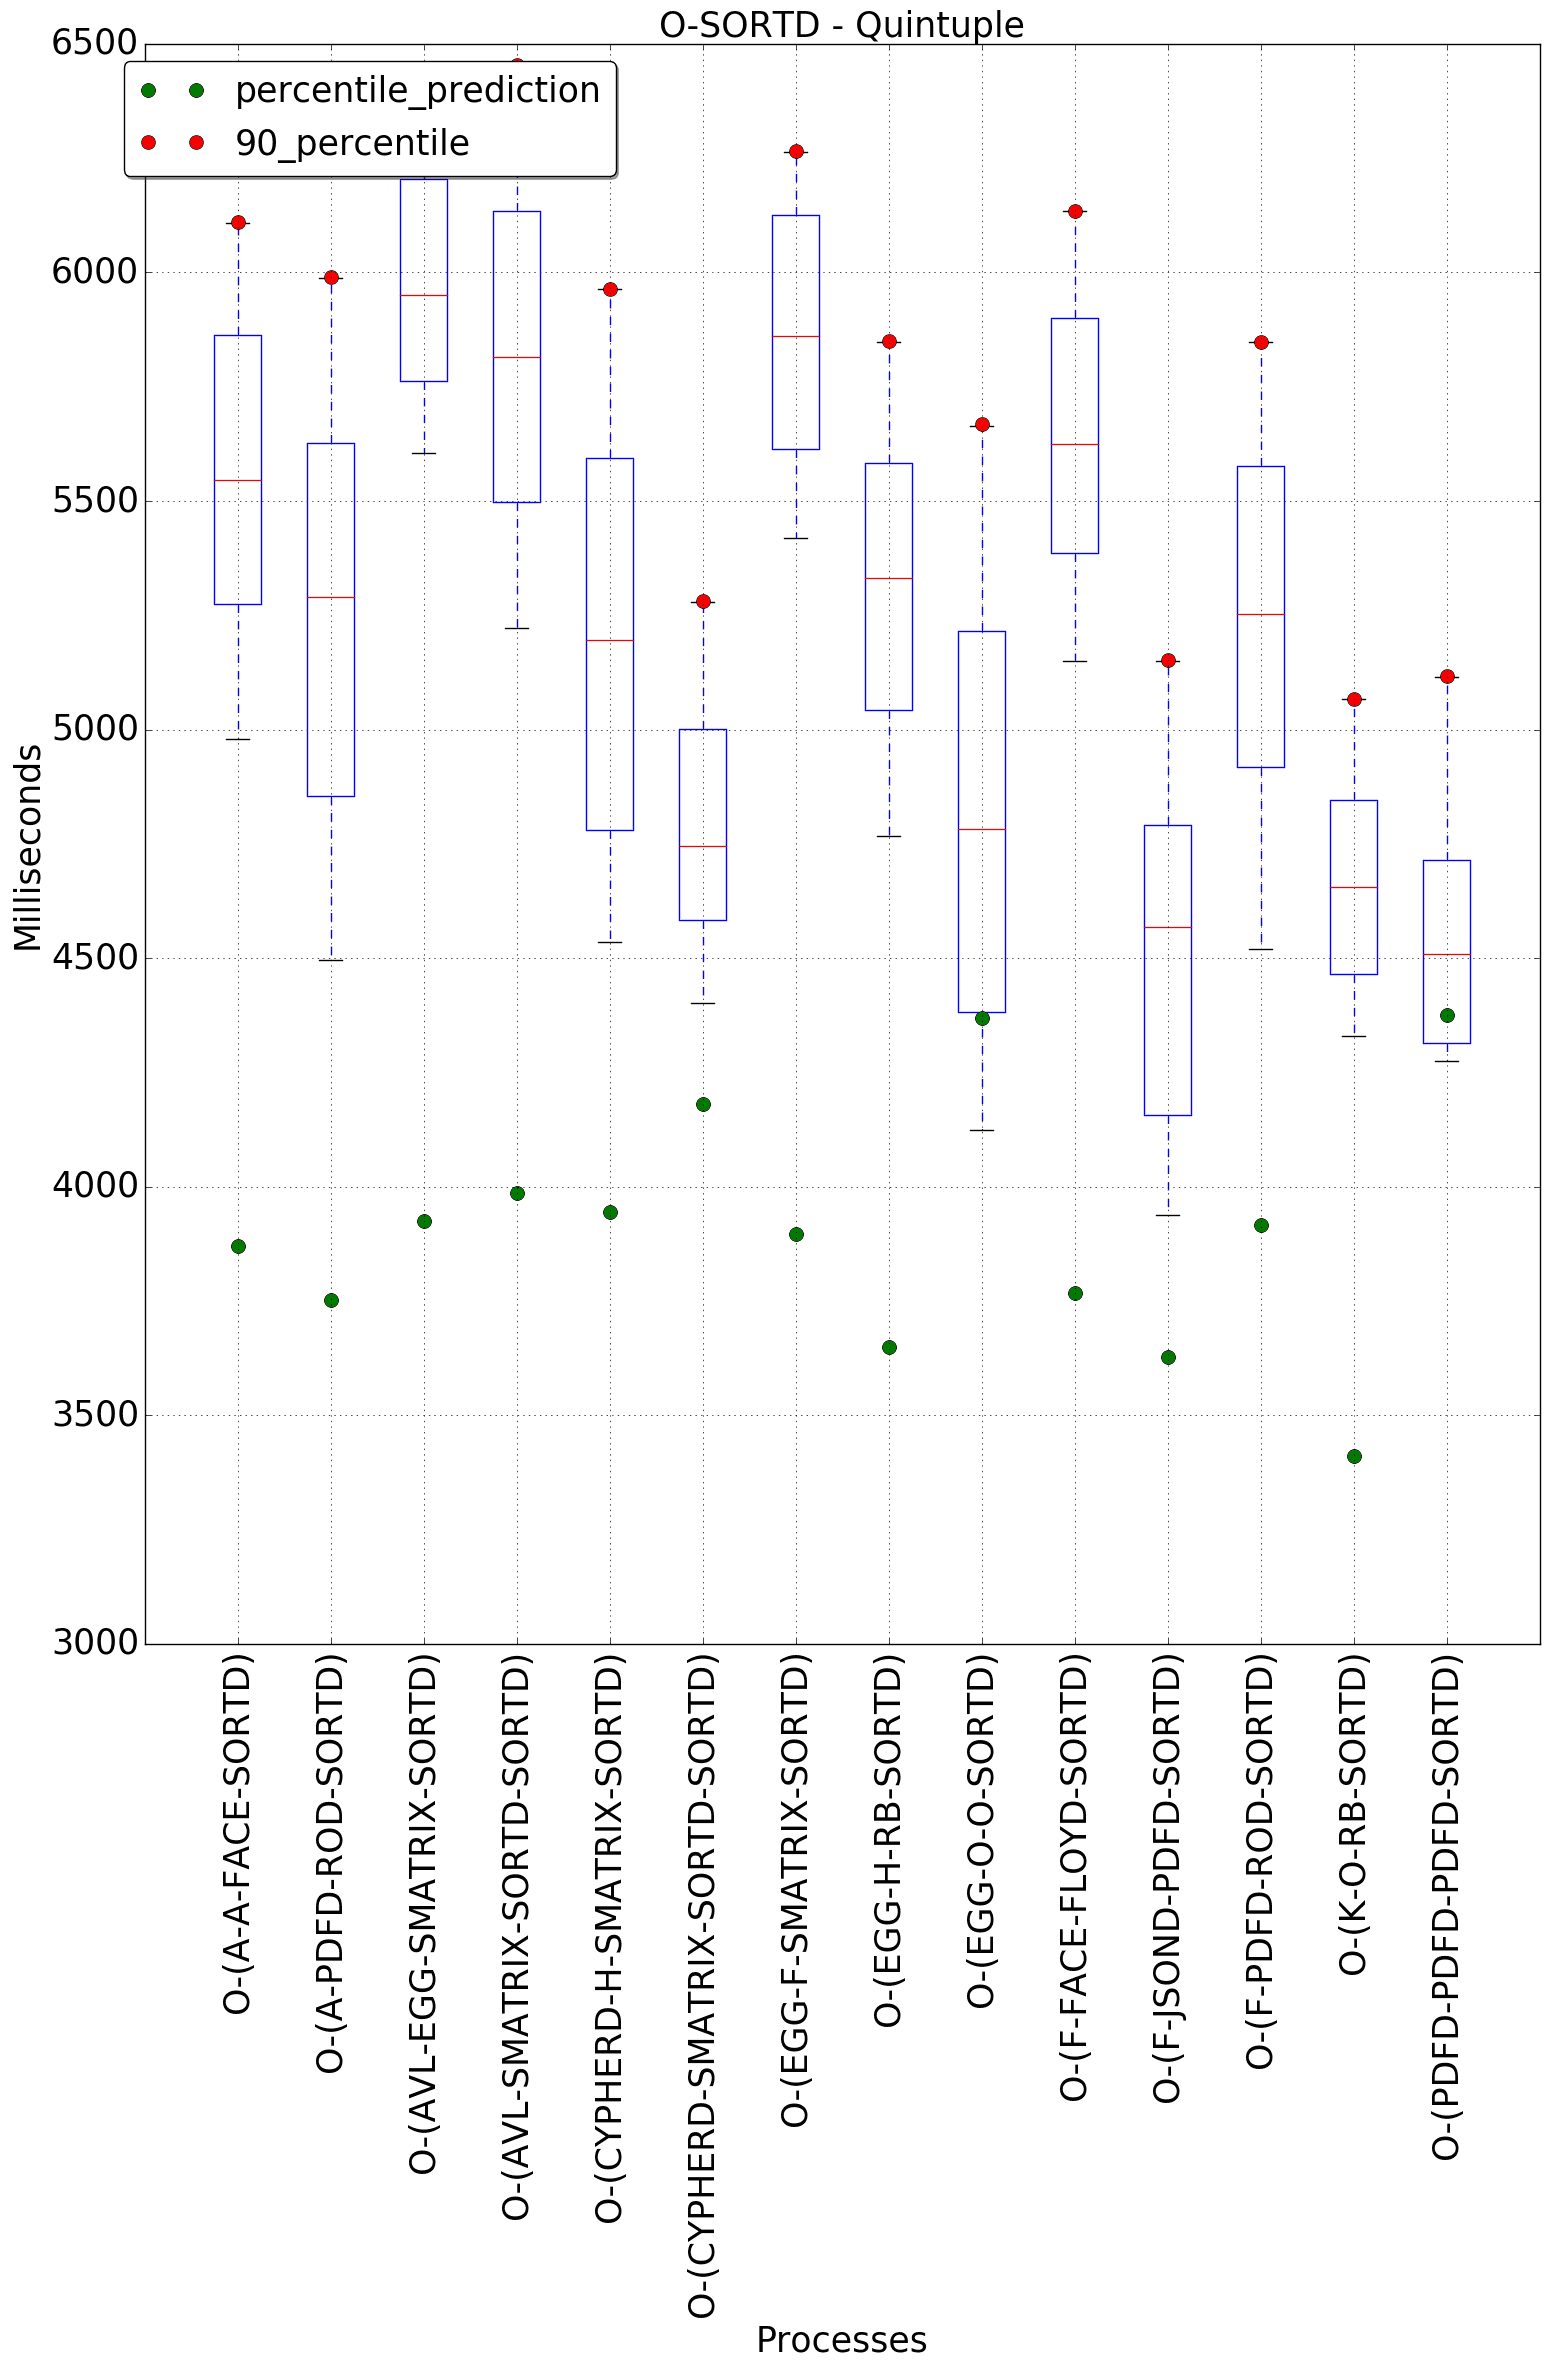 O-SORTD - Quintuple
percentile_prediction
90_percentile
6500
6000
5500
5000
4500
4000
3500
3000
Milliseconds
O-(A-A-FACE-SORTD)
O-(A-PDFD-ROD-SORTD)
O-(AVL-EGG-SMATRIX-SORTD)
O-(AVL-SMATRIX-SORTD-SORTD)
O-(CYPHERD-H-SMATRIX-SORTD)
O-(CYPHERD-SMATRIX-SORTD-SORTD)
O-(EGG-F-SMATRIX-SORTD)
O-(EGG-H-RB-SORTD)
O-(EGG-O-O-SORTD)
O-(F-FACE-FLOYD-SORTD)
O-(F-JSOND-PDFD-SORTD)
O-(F-PDFD-ROD-SORTD)
O-(K-O-RB-SORTD)
O-(PDFD-PDFD-PDFD-SORTD)
Processes